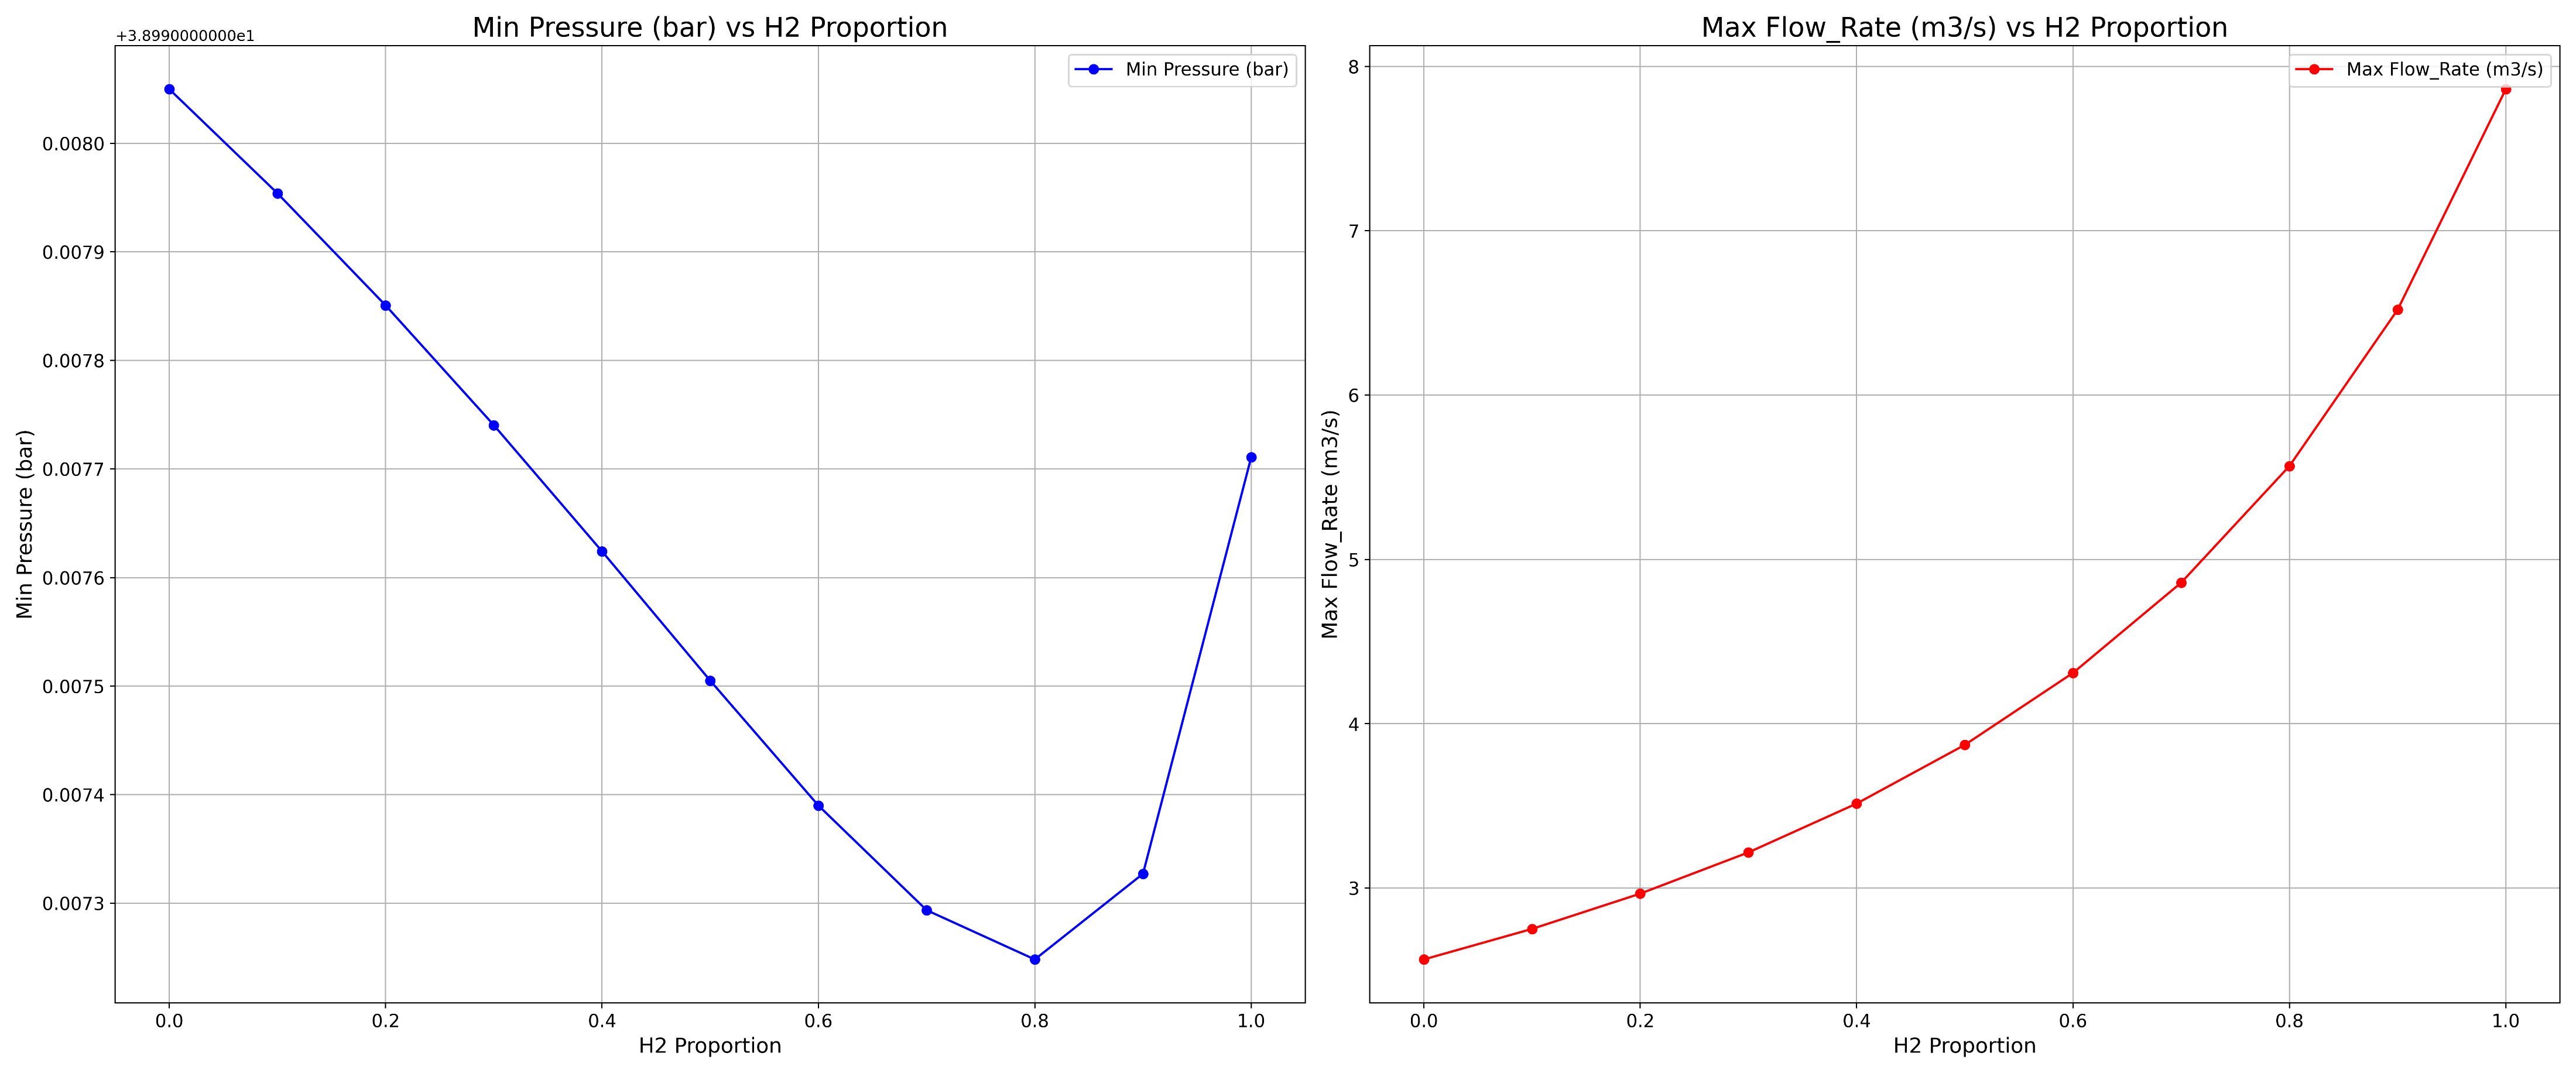 Min Pressure (bar) vs H2 Proportion
+3.8990000000e1
Min Pressure (bar)
0.0080
0.0079
0.0078
0.0077
0.0076
0.0075
0.0074
0.0073
Min Pressure (bar)
0.0 0.2 0.4 0.6 0.8 1.0
H2 Proportion
Max Flow_Rate (m3/s) vs H2 Proportion
Max Flow_Rate (m3/s)
8
7
6
5
4
3
Max Flow_Rate (m3/s)
0.0 0.2 0.4 0.6 0.8 1.0
H2 Proportion